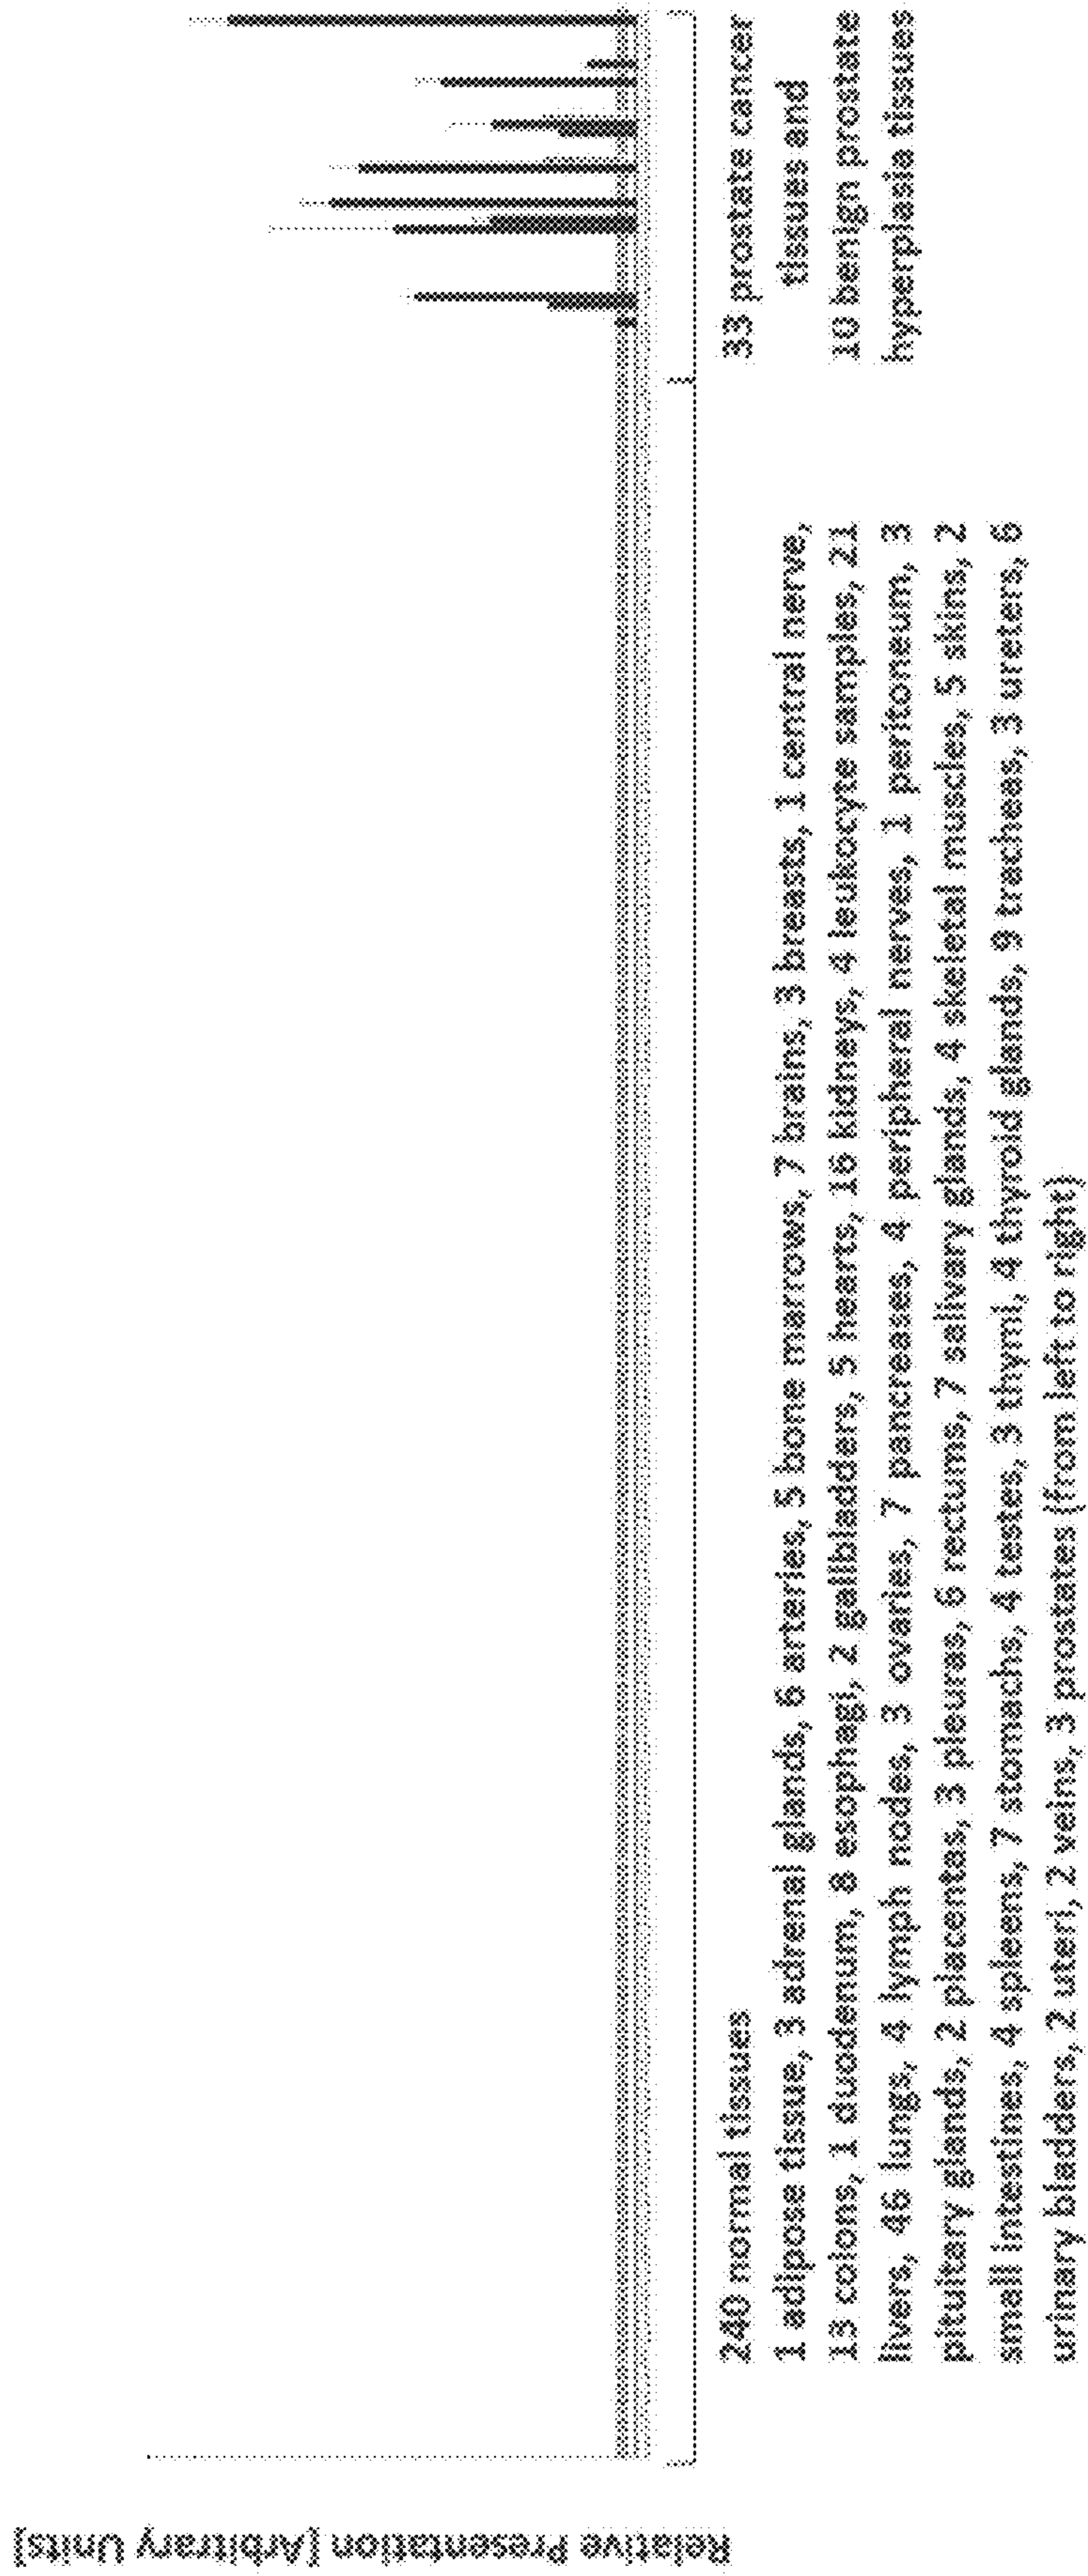 Relative Presentation [Arbitrary Units]
240 normal tissues
1 adipose tissue, 3 adrenal glands, 6 arteries, 5 bone marrows, 7 brains, 3 breasts, 1 central nerve,
13 colons, 1 duodenum, 8 esophagi, 2 gallbladders, 5 hearts, 16 kidneys, 4 leukocyte samples, 21
livers, 46 lungs, 4 lymph nodes, 3 ovaries, 7 pancreases, 4 peripheral nerves, 1 peritoneum, 3
pituitary glands, 2 placentas, 3 pleuras, 6 rectums, 7 salivary glands, 4 skeletal muscles, 5 skins, 2
small intestines, 4 spleens, 7 stomachs, 4 testes, 3 thymi, 4 thyroid glands, 9 tracheas, 3 ureters, 6
urinary bladders, 2 uteri, 2 veins, 3 prostates (from left to right)
33 prostate cancer
tissues and
10 benign prostate
hyperplasia tissues